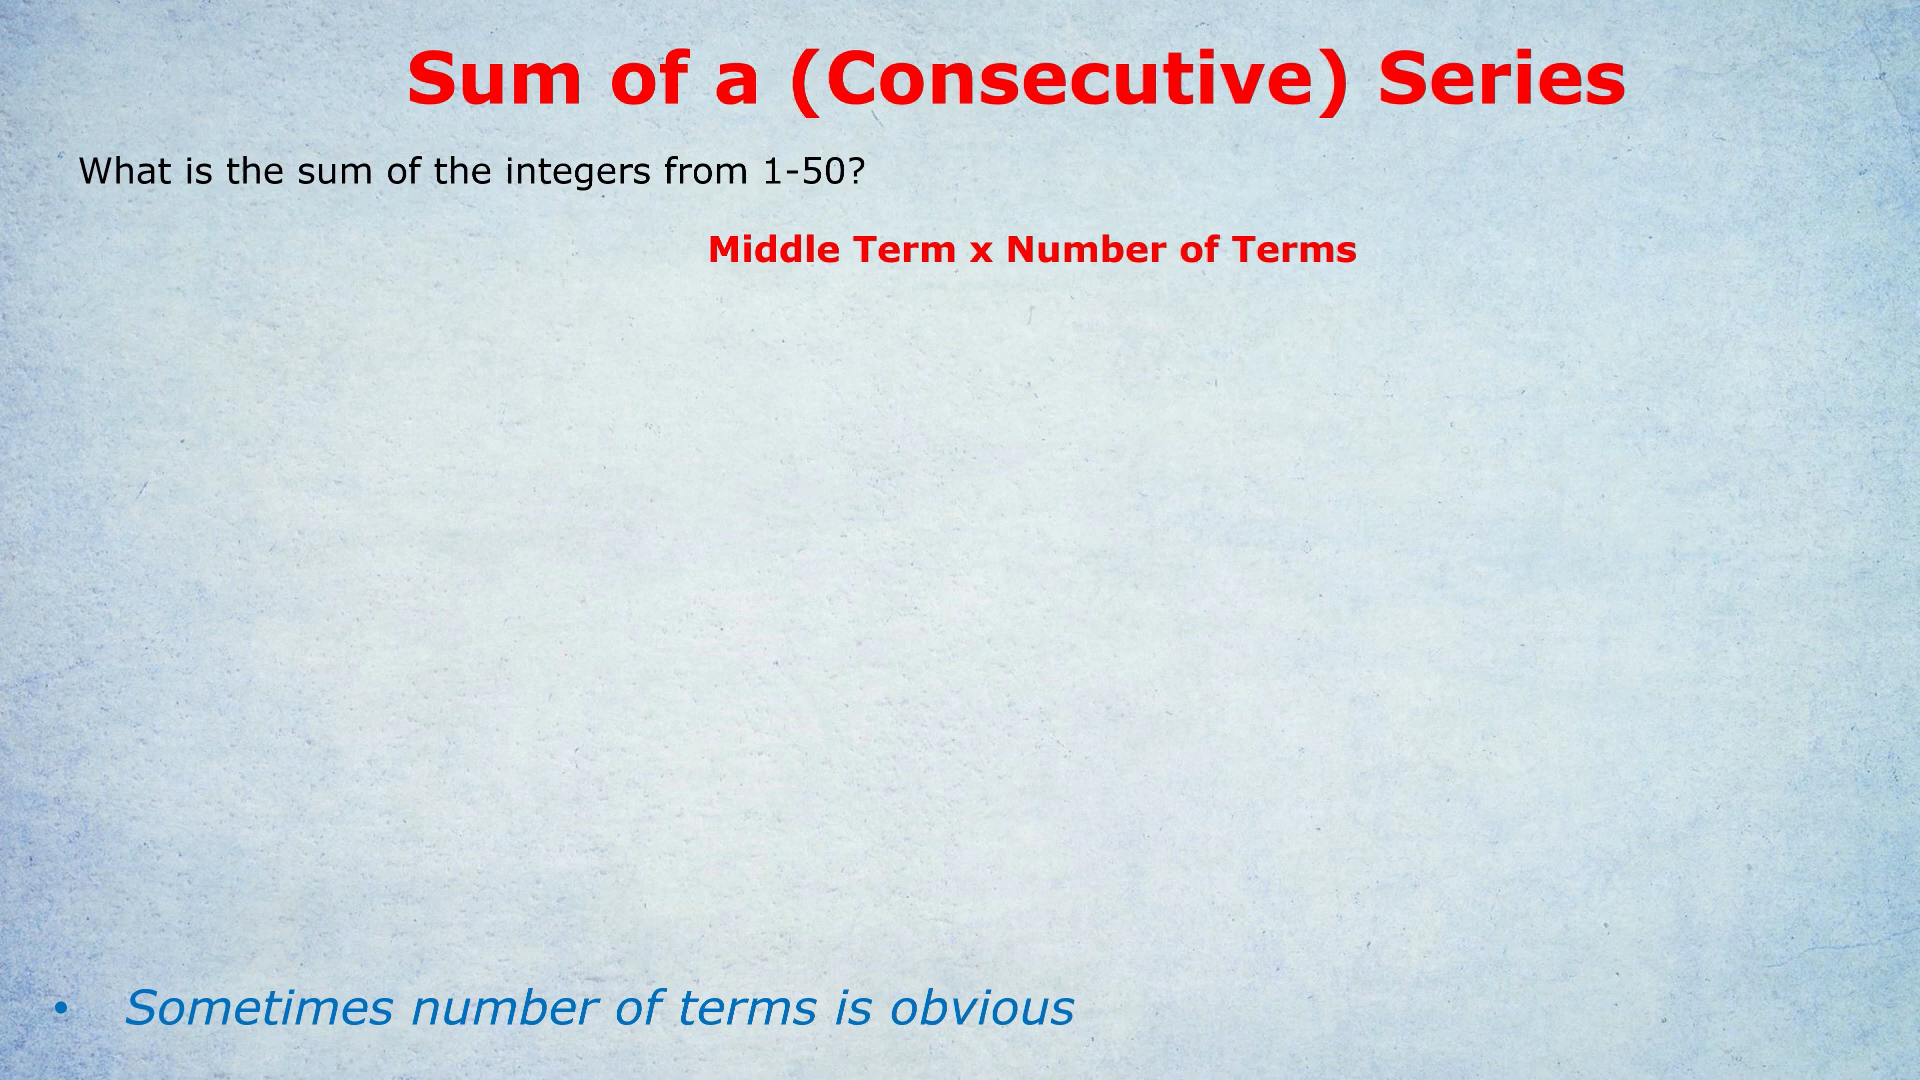 Sum of a (Consecutive) Series
What is the sum of the integers from 1-50?
Middle Term x Number of Terms
• Sometimes number of terms is obvious